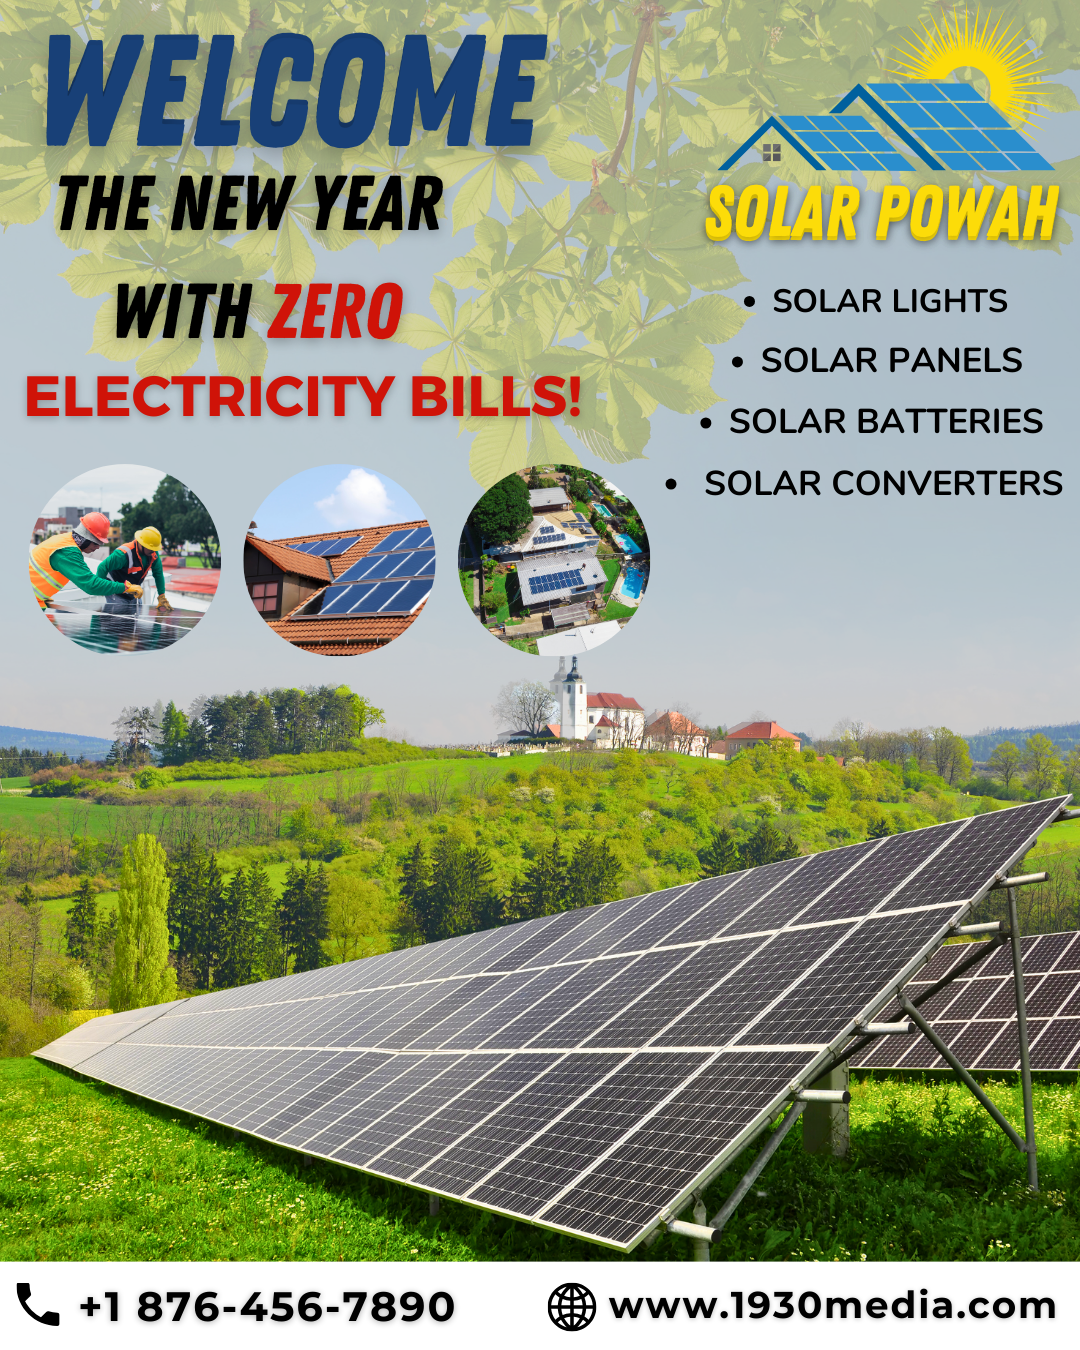 WELCOME
THE NEW YEAR
WITH ZERO
ELECTRICITY BILLS!
SOLAR POWAH
• SOLAR LIGHTS
• SOLAR PANELS
• SOLAR BATTERIES
• SOLAR CONVERTERS
+1 876-456-7890
www.1930media.com